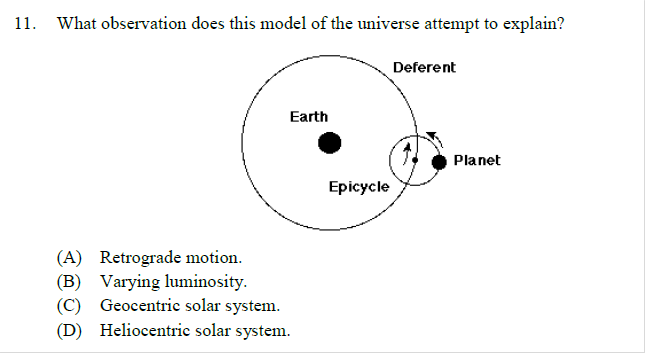 11. What observation does this model of the universe attempt to explain?
Deferent
Earth
Planet
Epicycle
(A) Retrograde motion.
(B) Varying luminosity.
(C) Geocentric solar system.
(D) Heliocentric solar system.